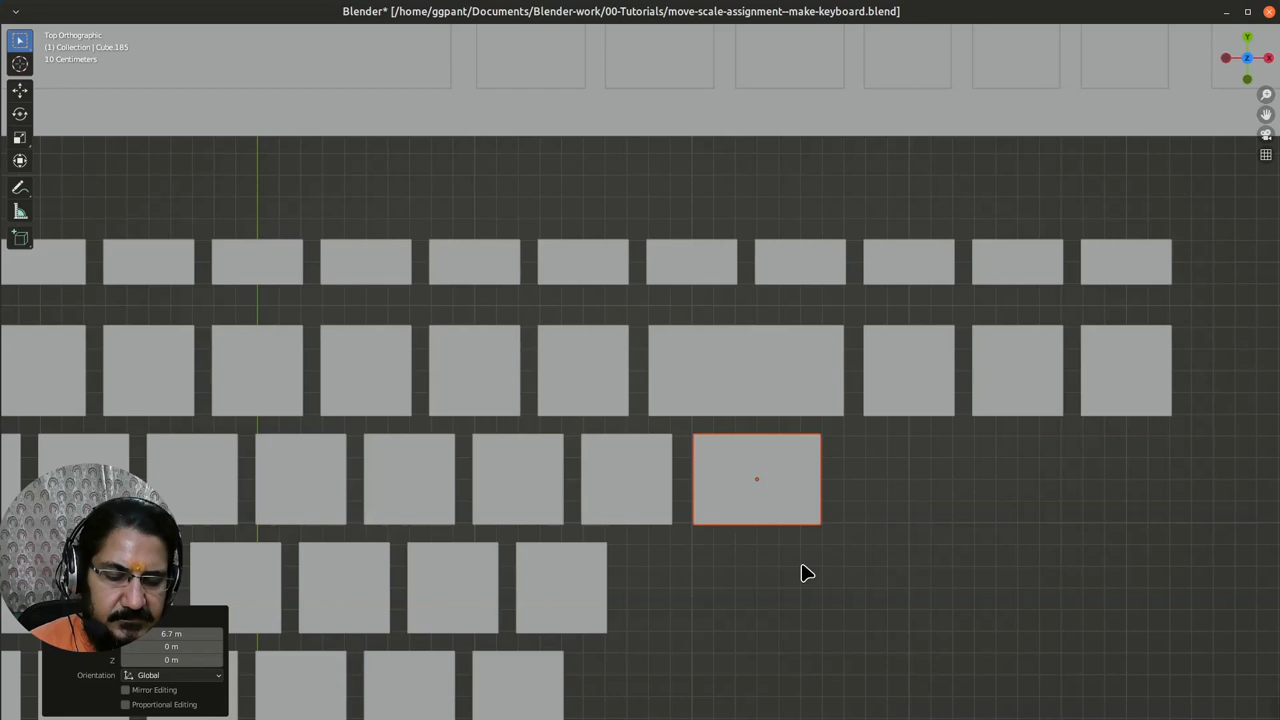 Blender* [/home/ggpant/Documents/Blender-work/00-Tutorials/move-scale-assignment--make-keyboard.blend]
Top Orthographic
(1) Collection | Cube.185
10 Centimeters
Y
Z
X
6.7 m
0 m
Z 0 m
Orientation Global
Mirror Editing
Proportional Editing